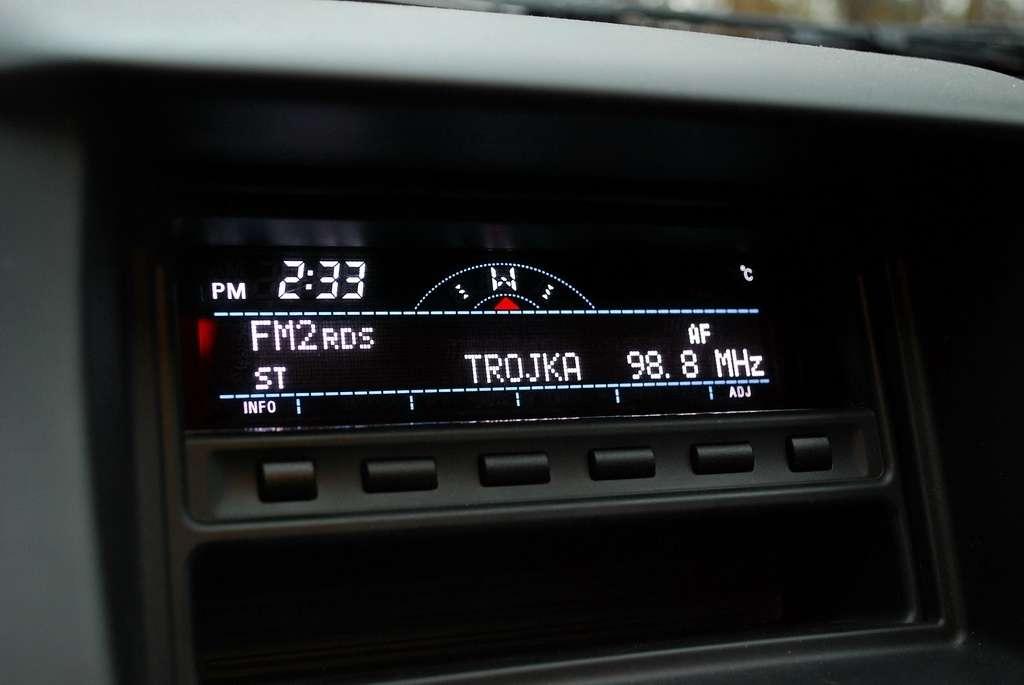 PM 2:33 W °C
FM2 RDS AF
ST TROJKA 98.8 MHz
INFO ADJ